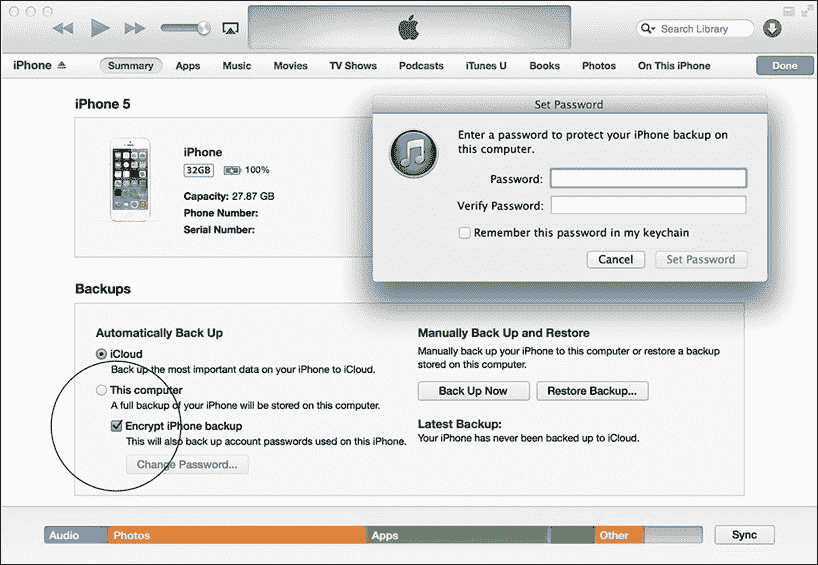 Search Library
iPhone
Summary
Apps
Music
Movies
TV Shows
Podcasts
iTunes U
Books
Photos
On This iPhone
Done
iPhone 5
iPhone
32GB
100%
Capacity: 27.87 GB
Phone Number:
Serial Number:
Set Password
Enter a password to protect your iPhone backup on
this computer.
Password:
Verify Password:
Remember this password in my keychain
Cancel
Set Password
Backups
Automatically Back Up
iCloud
Back up the most important data on your iPhone to iCloud.
This computer
A full backup of your iPhone will be stored on this computer.
Encrypt iPhone backup
This will also back up account passwords used on this iPhone.
Change Password...
Manually Back Up and Restore
Manually back up your iPhone to this computer or restore a backup
stored on this computer.
Back Up Now
Restore Backup...
Latest Backup:
Your iPhone has never been backed up to iCloud.
Audio
Photos
Apps
Other
Sync